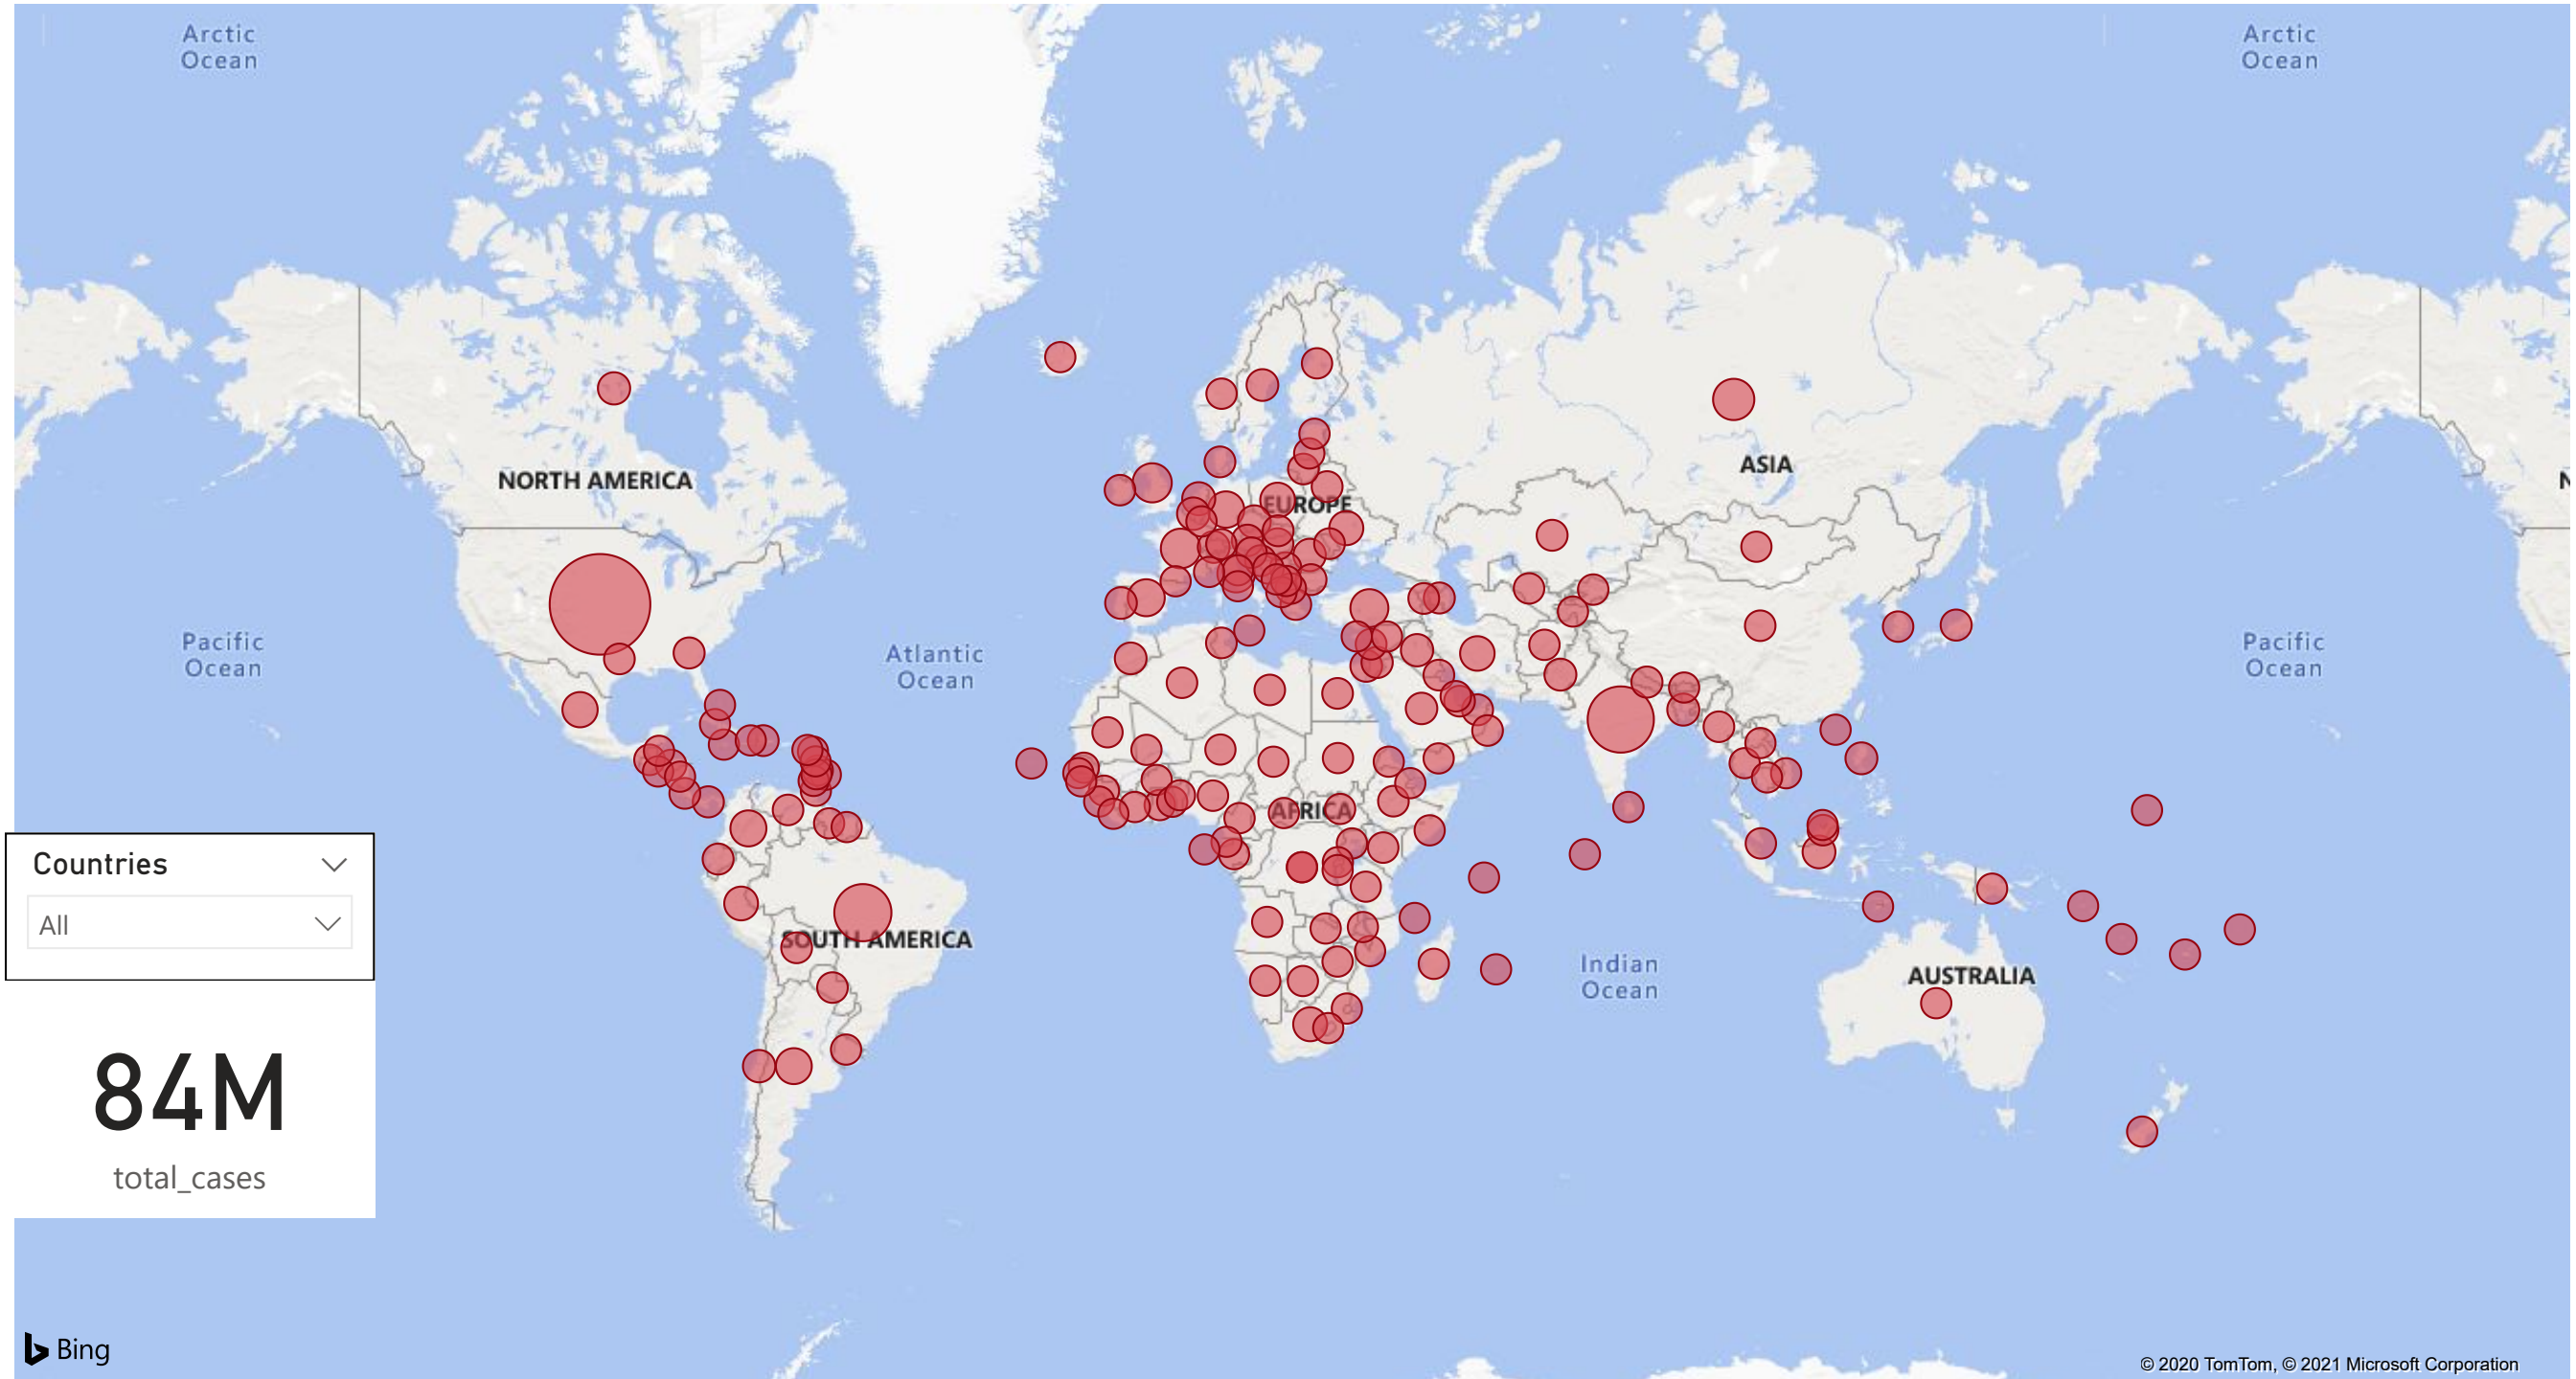 Arctic
Ocean
Arctic
Ocean
NORTH AMERICA
ASIA
N
EUROPE
Pacific
Ocean
Atlantic
Ocean
Pacific
Ocean
AFRICA
Countries
All
SOUTH AMERICA
Indian
Ocean
AUSTRALIA
84M
total_cases
Bing
© 2020 TomTom, © 2021 Microsoft Corporation